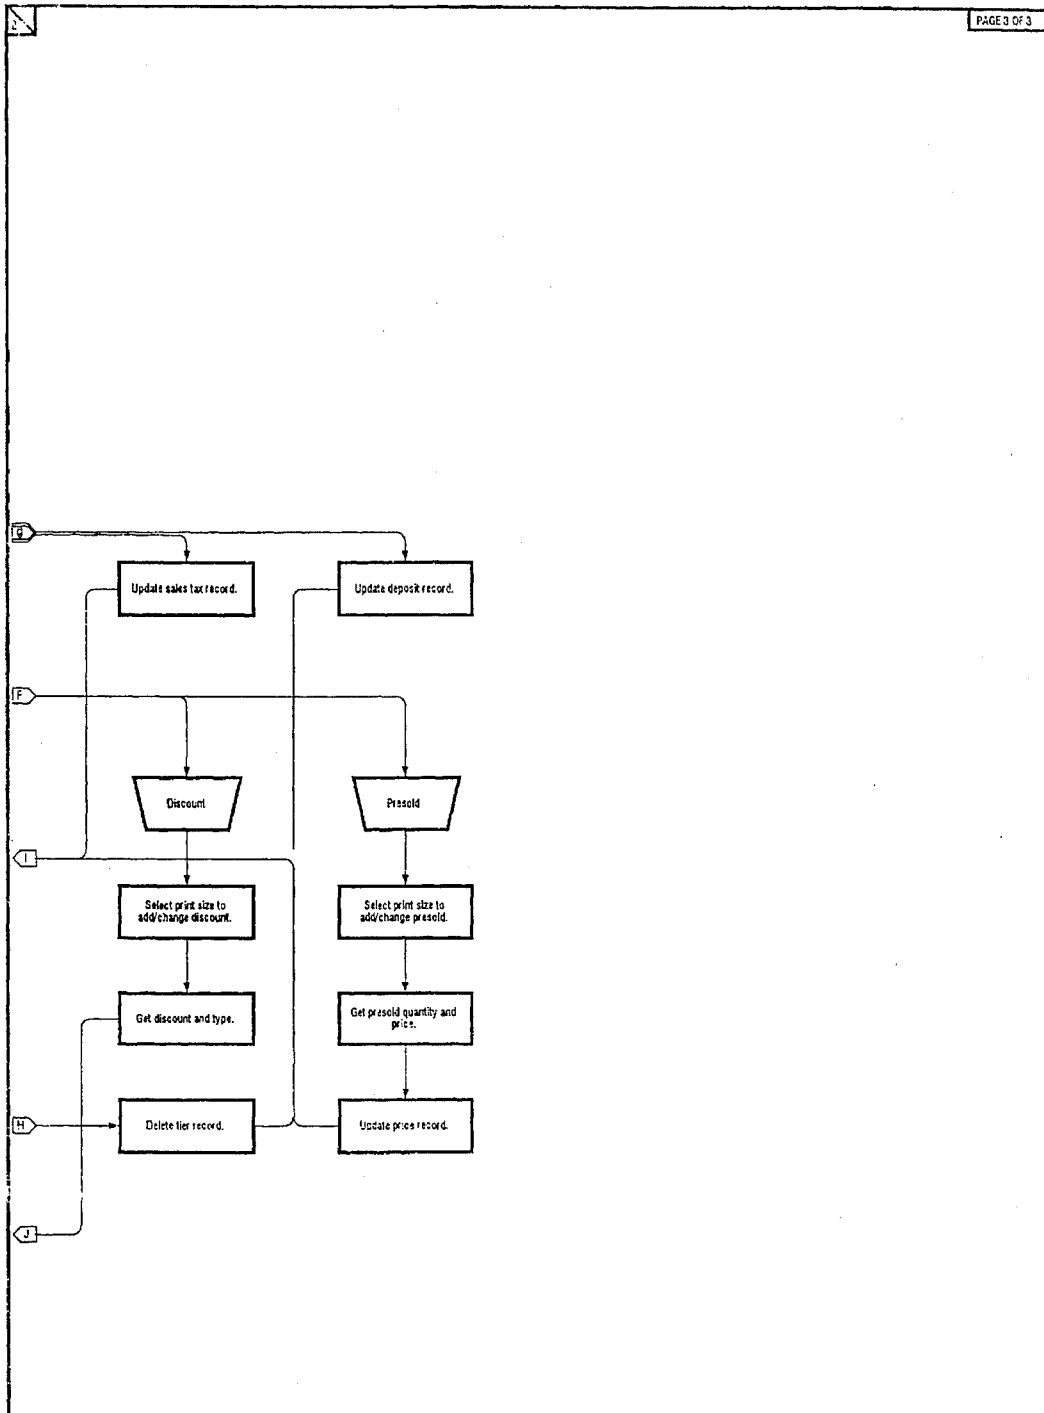 2
PAGE 3 OF 3
Update sales tax record.
Update deposit record.
F
Discount
Presold
I
Select print size to
add/change discount.
Select print size to
add/change presold.
Get discount and type.
Get presold quantity and
price.
H
Delete tier record.
Update price record.
J